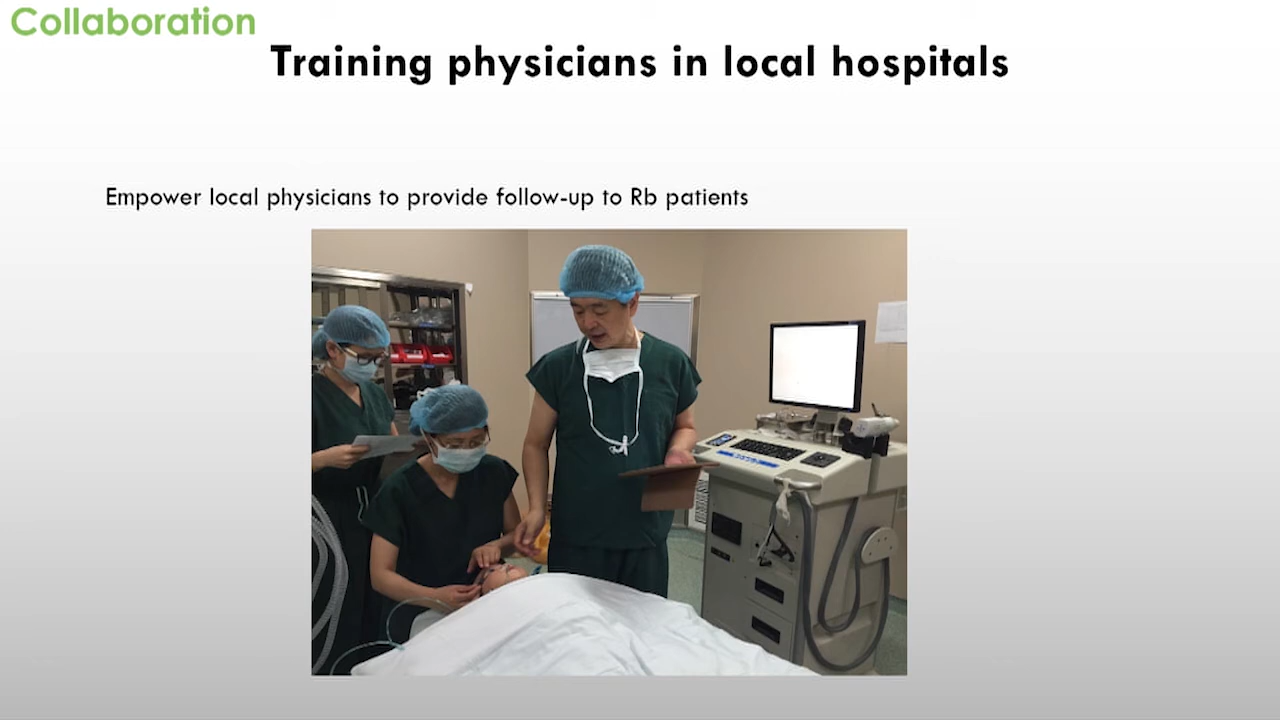 Collaboration
Training physicians in local hospitals
Empower local physicians to provide follow-up to Rb patients